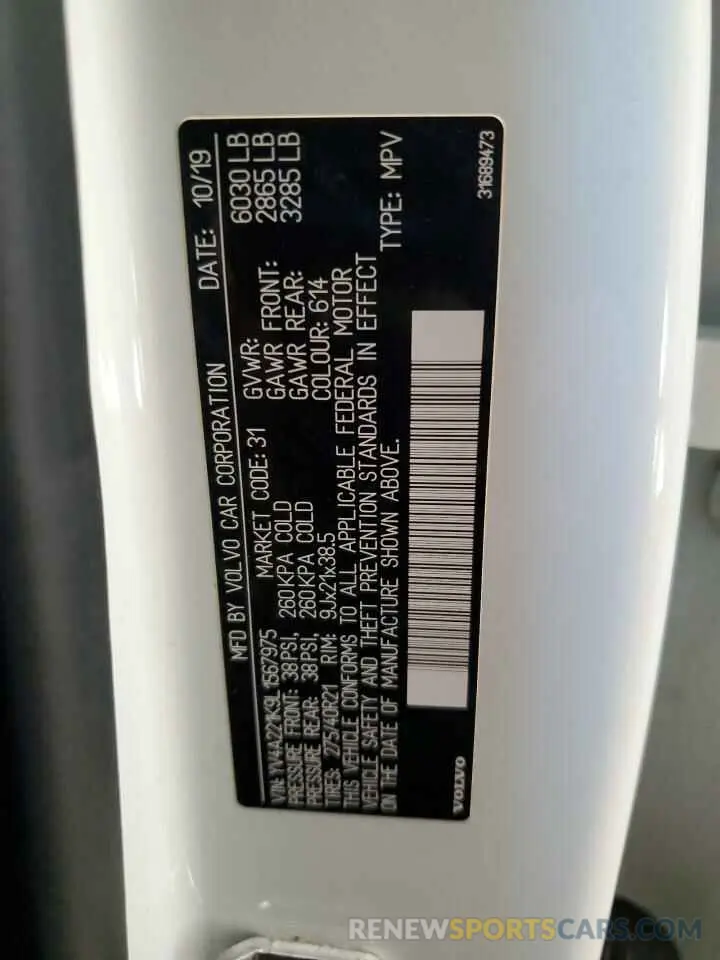 MFD BY VOLVO CAR CORPORATION DATE: 10/19
VIN: YV4A221K9L1567975 MARKET CODE: 31 GVWR: 6030 LB
PRESSURE FRONT: 38PSI, 260KPA COLD GAWR FRONT: 2865 LB
PRESSURE REAR: 38PSI, 260KPA COLD GAWR REAR: 3285 LB
TIRES: 275/40R21 RIM: 9Jx21x38.5 COLOUR: 614
THIS VEHICLE CONFORMS TO ALL APPLICABLE FEDERAL MOTOR
VEHICLE SAFETY AND THEFT PREVENTION STANDARDS IN EFFECT
ON THE DATE OF MANUFACTURE SHOWN ABOVE. TYPE: MPV
VOLVO 31689473
RENEWSPORTSCARS.COM